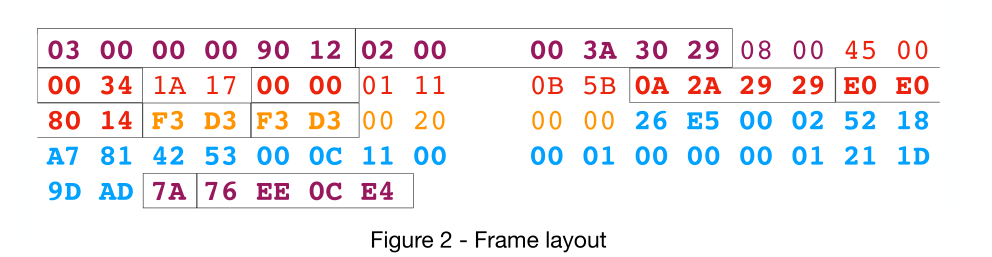 03 00 00 00 90 12 02 00 00 3A 30 29 08 00 45 00
00 34 1A 17 00 00 01 11 0B 5B 0A 2A 29 29 E0 E0
80 14 F3 D3 F3 D3 00 20 00 00 26 E5 00 02 52 18
A7 81 42 53 00 0C 11 00 00 01 00 00 00 01 21 1D
9D AD 7A 76 EE 0C E4
Figure 2 - Frame layout